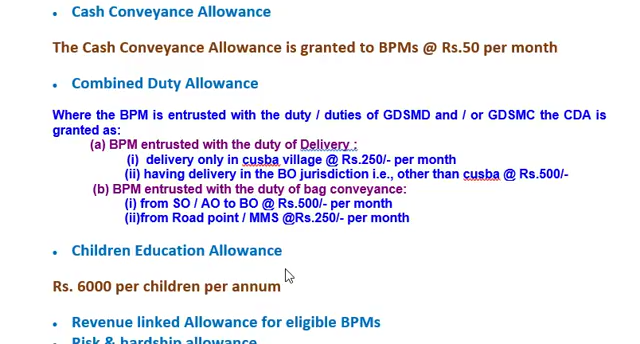 • Cash Conveyance Allowance
The Cash Conveyance Allowance is granted to BPMs @ Rs.50 per month
• Combined Duty Allowance
Where the BPM is entrusted with the duty / duties of GDSMD and / or GDSMC the CDA is
granted as:
(a) BPM entrusted with the duty of Delivery :
(i) delivery only in cusba village @ Rs.250/- per month
(ii) having delivery in the BO jurisdiction i.e., other than cusba @ Rs.500/-
(b) BPM entrusted with the duty of bag conveyance:
(i) from SO / AO to BO @ Rs.500/- per month
(ii)from Road point / MMS @Rs.250/- per month
• Children Education Allowance
Rs. 6000 per children per annum
• Revenue linked Allowance for eligible BPMs
• Risk & hardship allowance